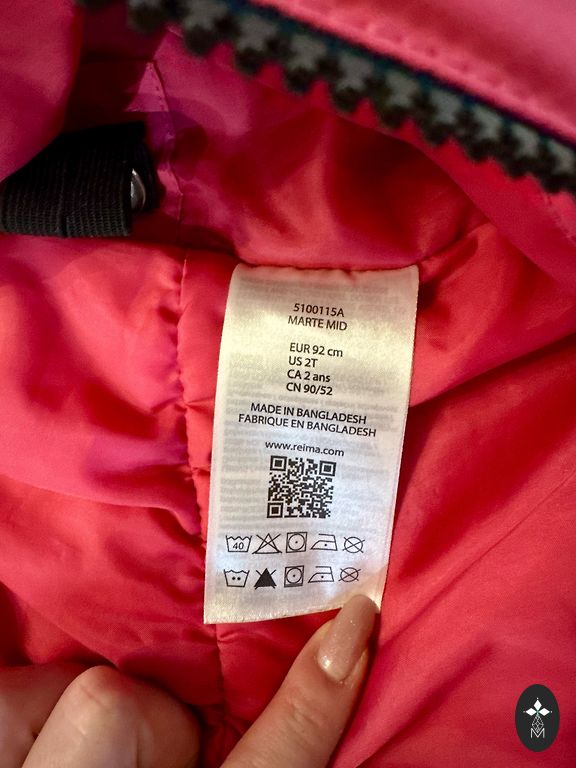 5100115A
MARTE MID
EUR 92 cm
US 2T
CA 2 ans
CN 90/52
MADE IN BANGLADESH
FABRIQUE EN BANGLADESH
www.reima.com
40